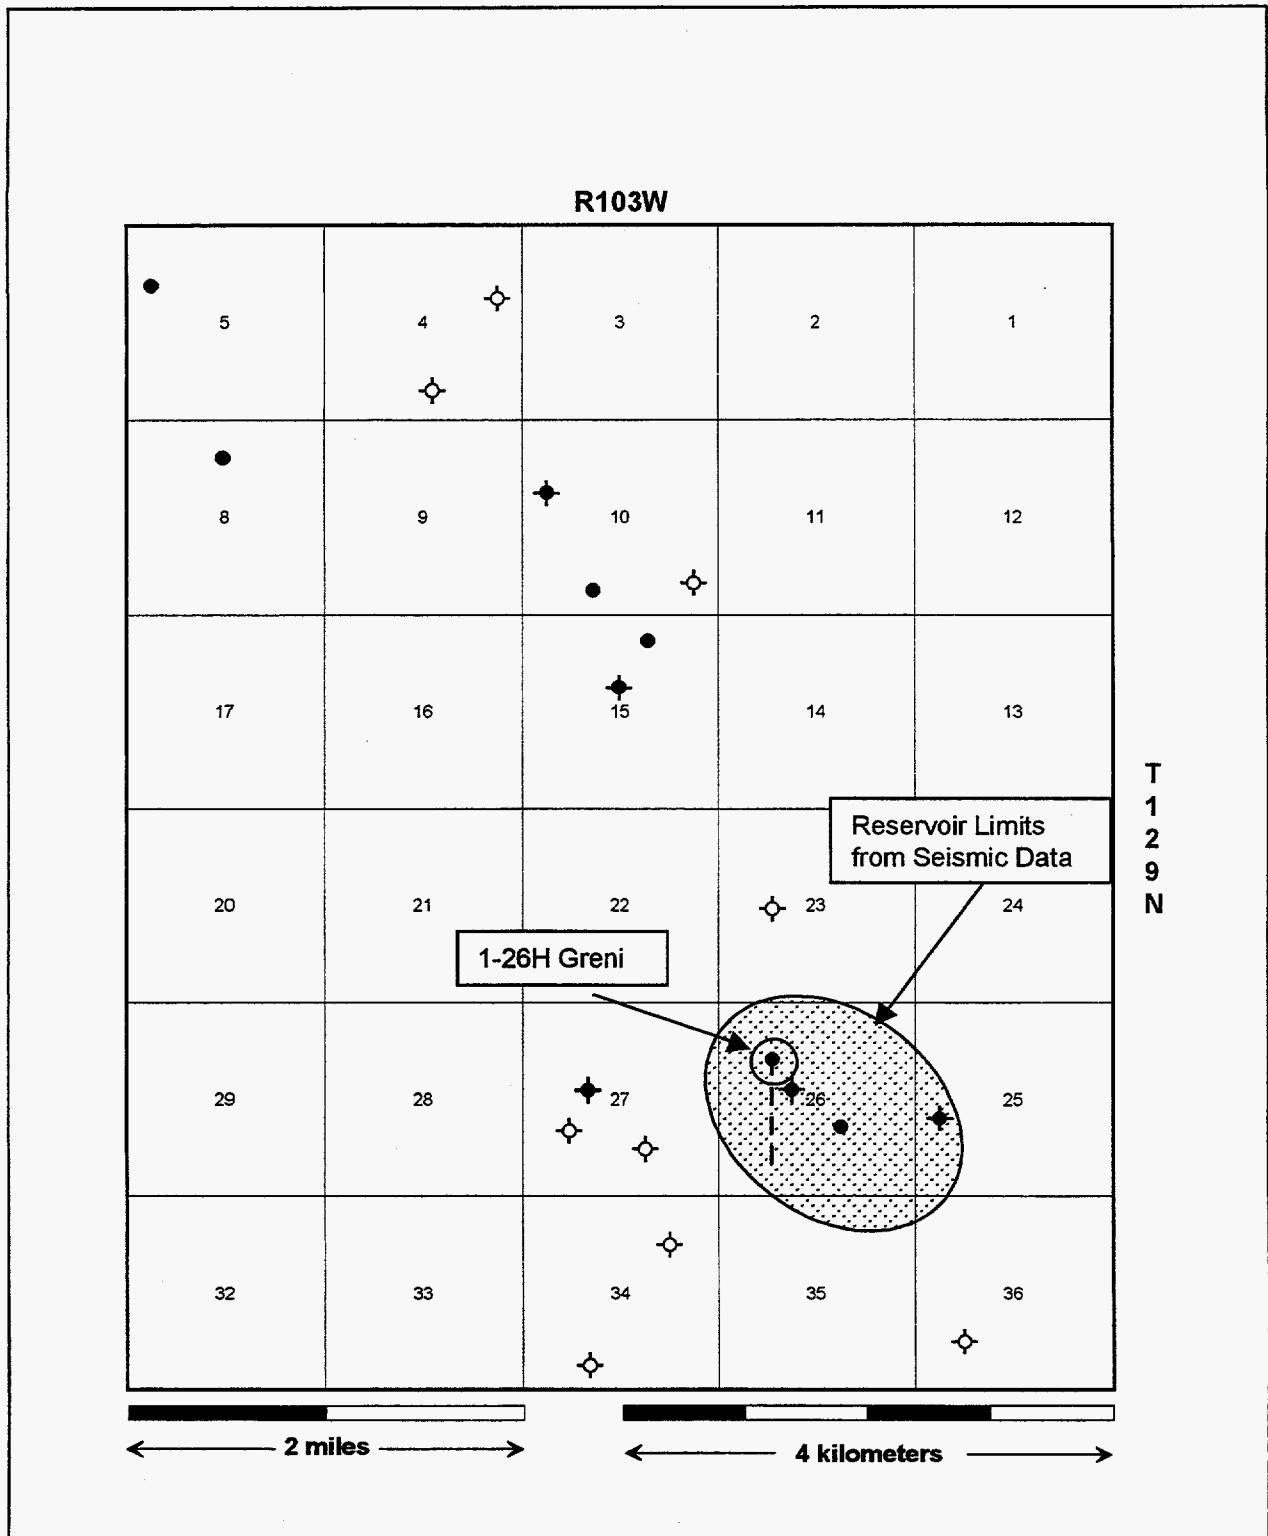 R103W
5 4 3 2 1
8 9 10 11 12
17 16 15 14 13
T
1
2
9
N
Reservoir Limits
from Seismic Data
20 21 22 23 24
1-26H Greni
29 28 27 26 25
32 33 34 35 36
2 miles
4 kilometers